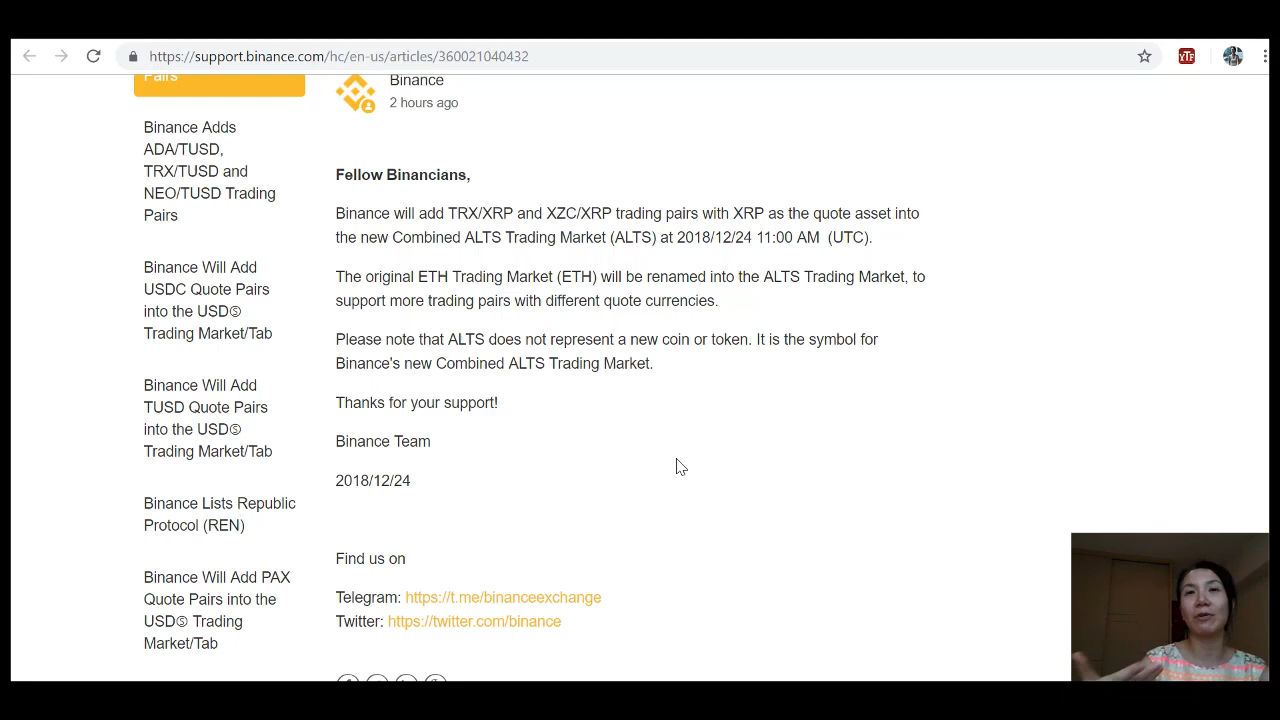 https://support.binance.com/hc/en-us/articles/360021040432
YTF
Pairs
Binance Adds
ADA/TUSD,
TRX/TUSD and
NEO/TUSD Trading
Pairs
Binance Will Add
USDC Quote Pairs
into the USDⓈ
Trading Market/Tab
Binance Will Add
TUSD Quote Pairs
into the USDⓈ
Trading Market/Tab
Binance Lists Republic
Protocol (REN)
Binance Will Add PAX
Quote Pairs into the
USDⓈ Trading
Market/Tab
Binance
2 hours ago
Fellow Binancians,
Binance will add TRX/XRP and XZC/XRP trading pairs with XRP as the quote asset into
the new Combined ALTS Trading Market (ALTS) at 2018/12/24 11:00 AM (UTC).
The original ETH Trading Market (ETH) will be renamed into the ALTS Trading Market, to
support more trading pairs with different quote currencies.
Please note that ALTS does not represent a new coin or token. It is the symbol for
Binance's new Combined ALTS Trading Market.
Thanks for your support!
Binance Team
2018/12/24
Find us on
Telegram: https://t.me/binanceexchange
Twitter: https://twitter.com/binance